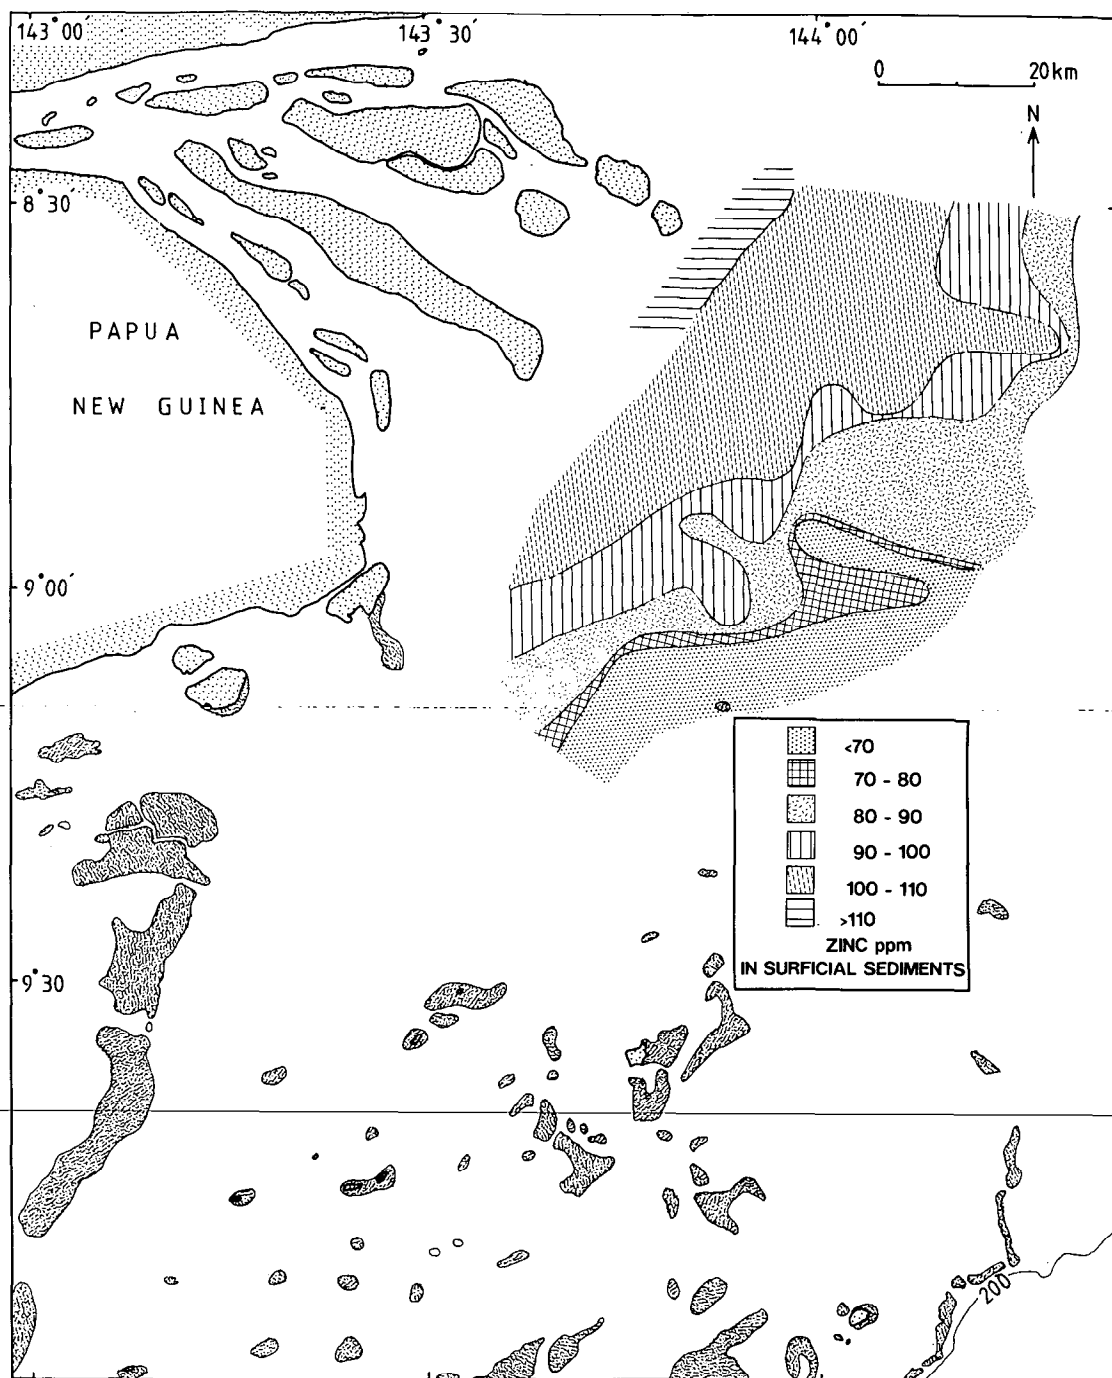 143°00′
143°30′
144°00′
0 20km
N
8°30′
PAPUA
NEW GUINEA
9°00′
<70
70 - 80
80 - 90
90 - 100
100 - 110
>110
ZINC ppm
IN SURFICIAL SEDIMENTS
9°30′
200